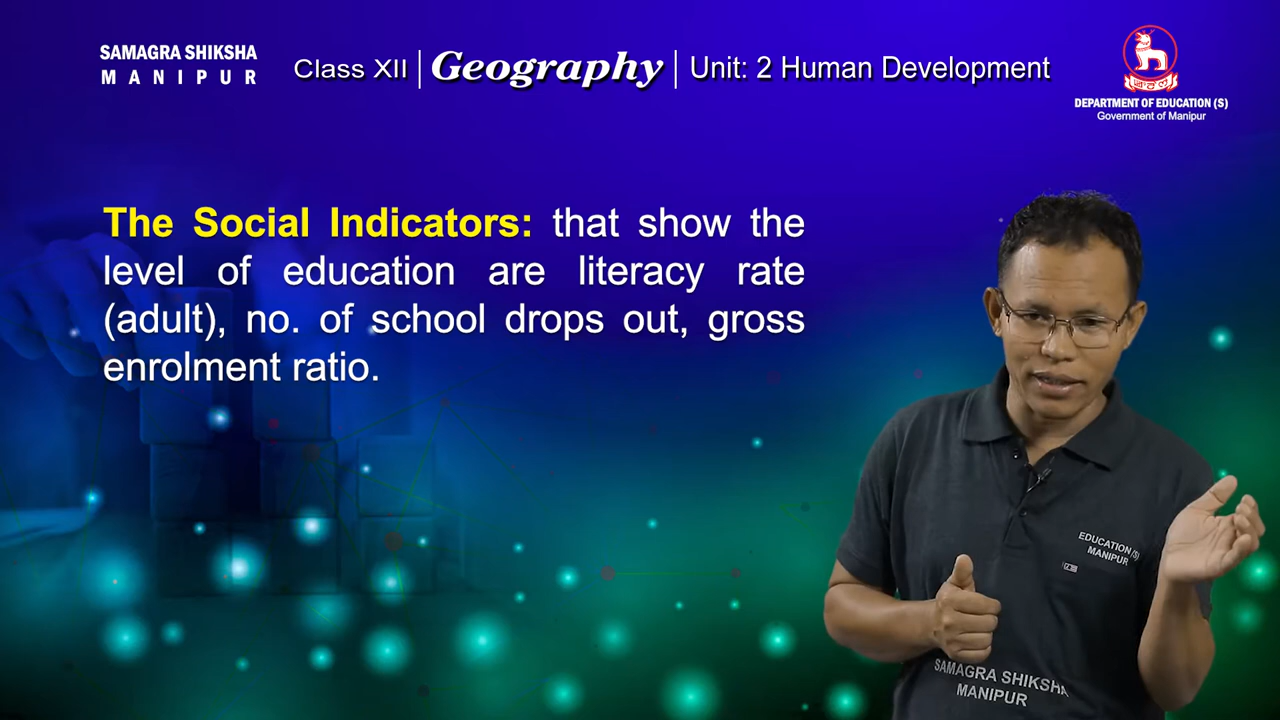 SAMAGRA SHIKSHA
MANIPUR
Class XII | Geography | Unit: 2 Human Development
DEPARTMENT OF EDUCATION (S)
Government of Manipur
The Social Indicators: that show the
level of education are literacy rate
(adult), no. of school drops out, gross
enrolment ratio.
EDUCATION (S)
MANIPUR
SAMAGRA SHIKSHA
MANIPUR